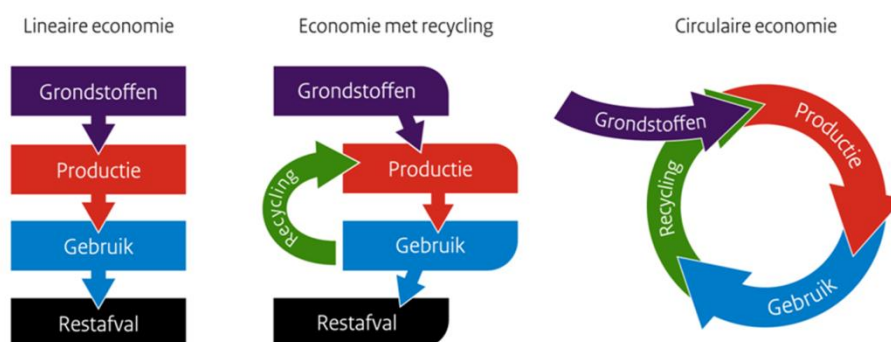 Lineaire economie
Grondstoffen
Productie
Gebruik
Restafval
Economie met recycling
Grondstoffen
Productie
Recycling
Gebruik
Restafval
Circulaire economie
Grondstoffen
Productie
Recycling
Gebruik